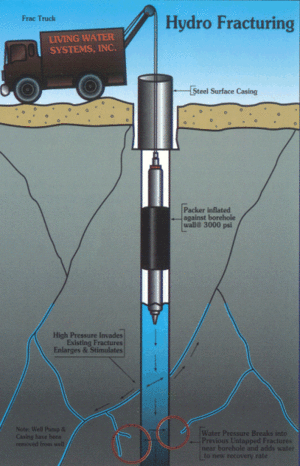 Frac Truck
Hydro Fracturing
LIVING WATER
SYSTEMS, INC.
Steel Surface Casing
Packer inflated
against borehole
wall@ 3000 psi
High Pressure Invades
Existing Fractures
Enlarges & Stimulates
Note: Well Pump &
Casing have been
removed from well
Water Pressure Breaks into
Previous Untapped Fractures
near borehole and adds water
to new recovery rate